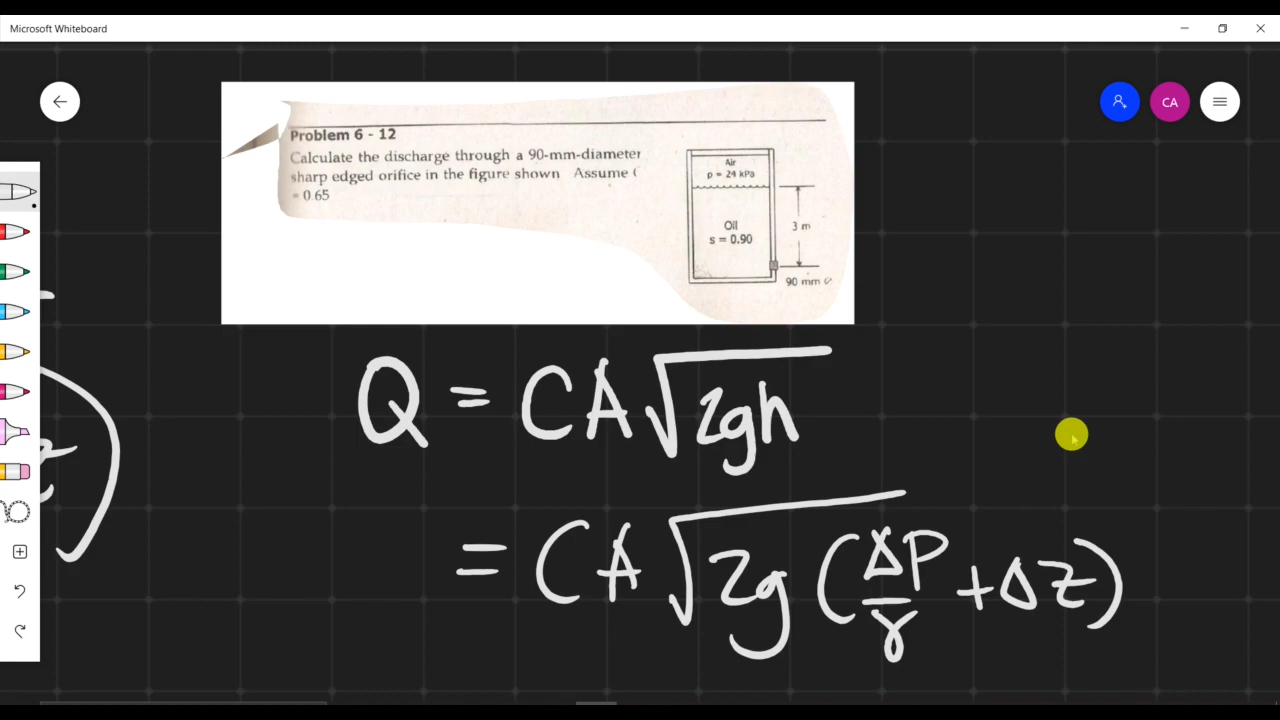 Microsoft Whiteboard
CA
Problem 6 - 12
Calculate the discharge through a 90-mm-diameter
sharp edged orifice in the figure shown Assume C
= 0.65
Air
p = 24 kPa
Oil
s = 0.90
3 m
90 mm Ø
Q = CA√2gh
= CA√2g (ΔP/γ + ΔZ)